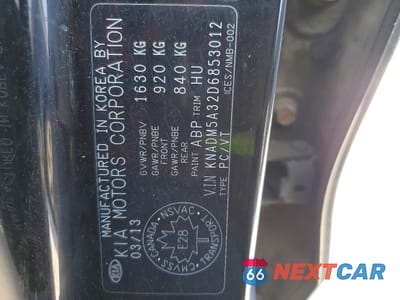 MANUFACTURED IN KOREA BY
KIA MOTORS CORPORATION
03/13
GVWR/PNBV 1630 KG
GAWR/PNBE FRONT 920 KG
GAWR/PNBE REAR 840 KG
PAINT ABP TRIM HU
V.I.N KNADM5A32D6853012
TYPE PC/VT ICES/NMB-002
KIA
NSVAC
CANADA
CMVSS
TRANSPORT
M
E28
T
66 NEXTCAR